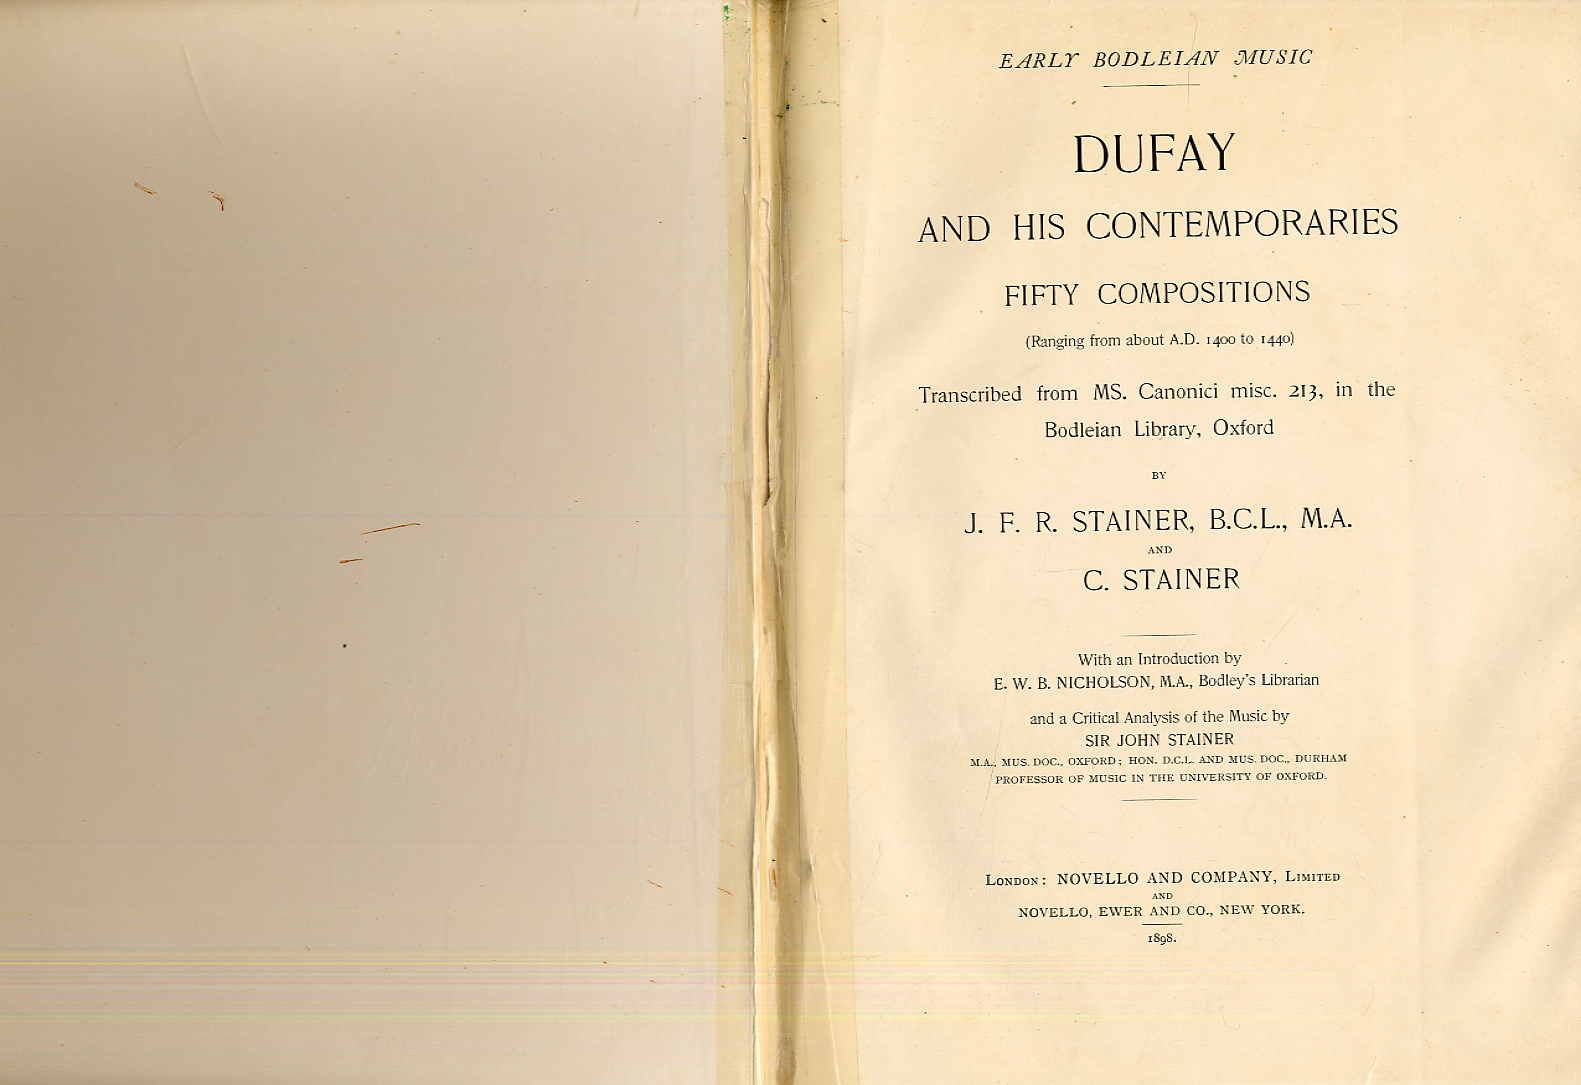 EARLY BODLEIAN MUSIC
DUFAY
AND HIS CONTEMPORARIES
FIFTY COMPOSITIONS
(Ranging from about A.D. 1400 to 1440)
Transcribed from MS. Canonici misc. 213, in the
Bodleian Library, Oxford
BY
J. F. R. STAINER, B.C.L., M.A.
AND
C. STAINER
With an Introduction by
E. W. B. NICHOLSON, M.A., Bodley's Librarian
and a Critical Analysis of the Music by
SIR JOHN STAINER
M.A., MUS. DOC., OXFORD; HON. D.C.L. AND MUS. DOC., DURHAM
PROFESSOR OF MUSIC IN THE UNIVERSITY OF OXFORD.
LONDON: NOVELLO AND COMPANY, LIMITED
AND
NOVELLO, EWER AND CO., NEW YORK.
1898.